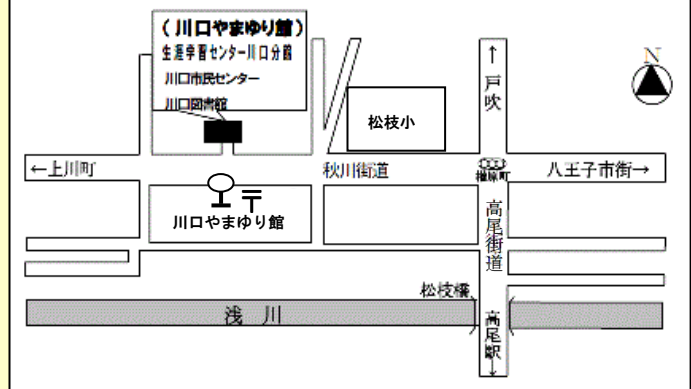 (川口やまゆり館)
生涯学習センター川口分館
川口市民センター
川口図書館
松枝小
↑
戸吹
N
←上川町
秋川街道
楢原町
八王子市街→
〒
川口やまゆり館
高尾街道
松枝橋
浅川
高尾駅
↓